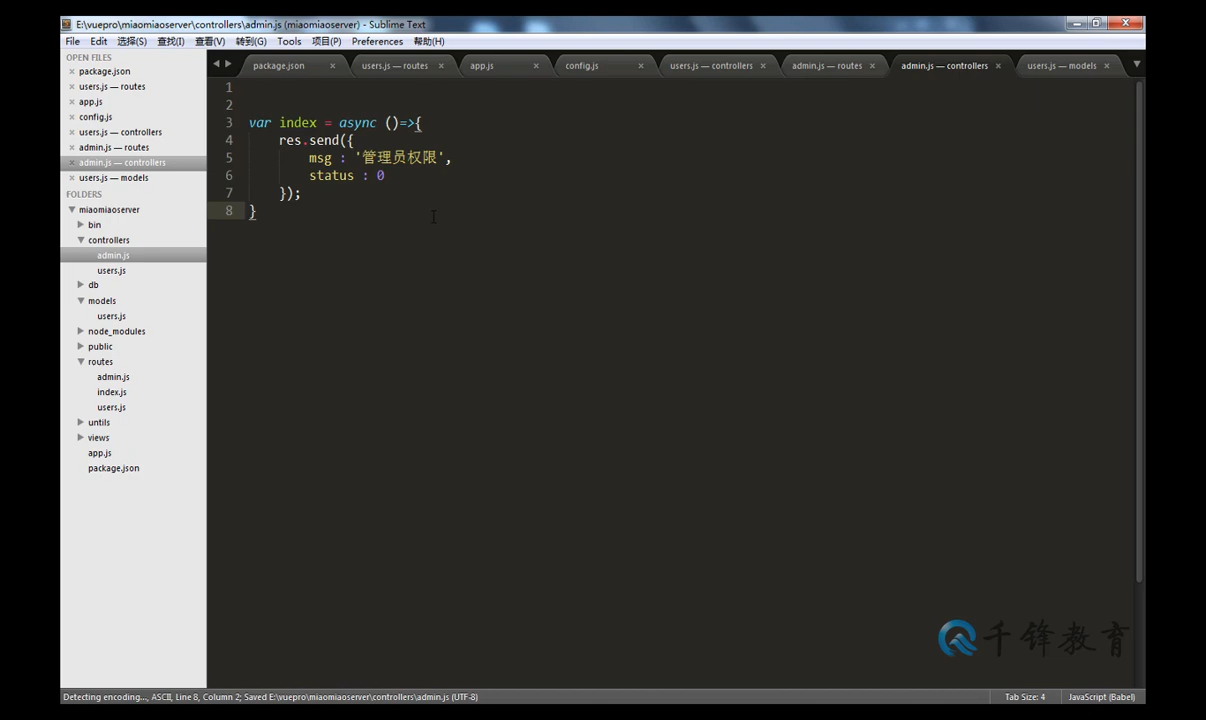 E:\vuepro\miaomiaoserver\controllers\admin.js (miaomiaoserver) - Sublime Text
File Edit 选择(S) 查找(I) 查看(V) 转到(G) Tools 项目(P) Preferences 帮助(H)
OPEN FILES
package.json
users.js — routes
app.js
config.js
users.js — controllers
admin.js — routes
admin.js — controllers
users.js — models
FOLDERS
miaomiaoserver
bin
controllers
admin.js
users.js
db
models
users.js
node_modules
public
routes
admin.js
index.js
users.js
untils
views
app.js
package.json
package.json users.js — routes app.js config.js users.js — controllers admin.js — routes admin.js — controllers users.js — models
1
2
3 var index = async ()=>{
4 res.send({
5 msg : '管理员权限',
6 status : 0
7 });
8 }
千锋教育
Detecting encoding..., ASCII, Line 8, Column 2; Saved E:\vuepro\miaomiaoserver\controllers\admin.js (UTF-8) Tab Size: 4 JavaScript (Babel)